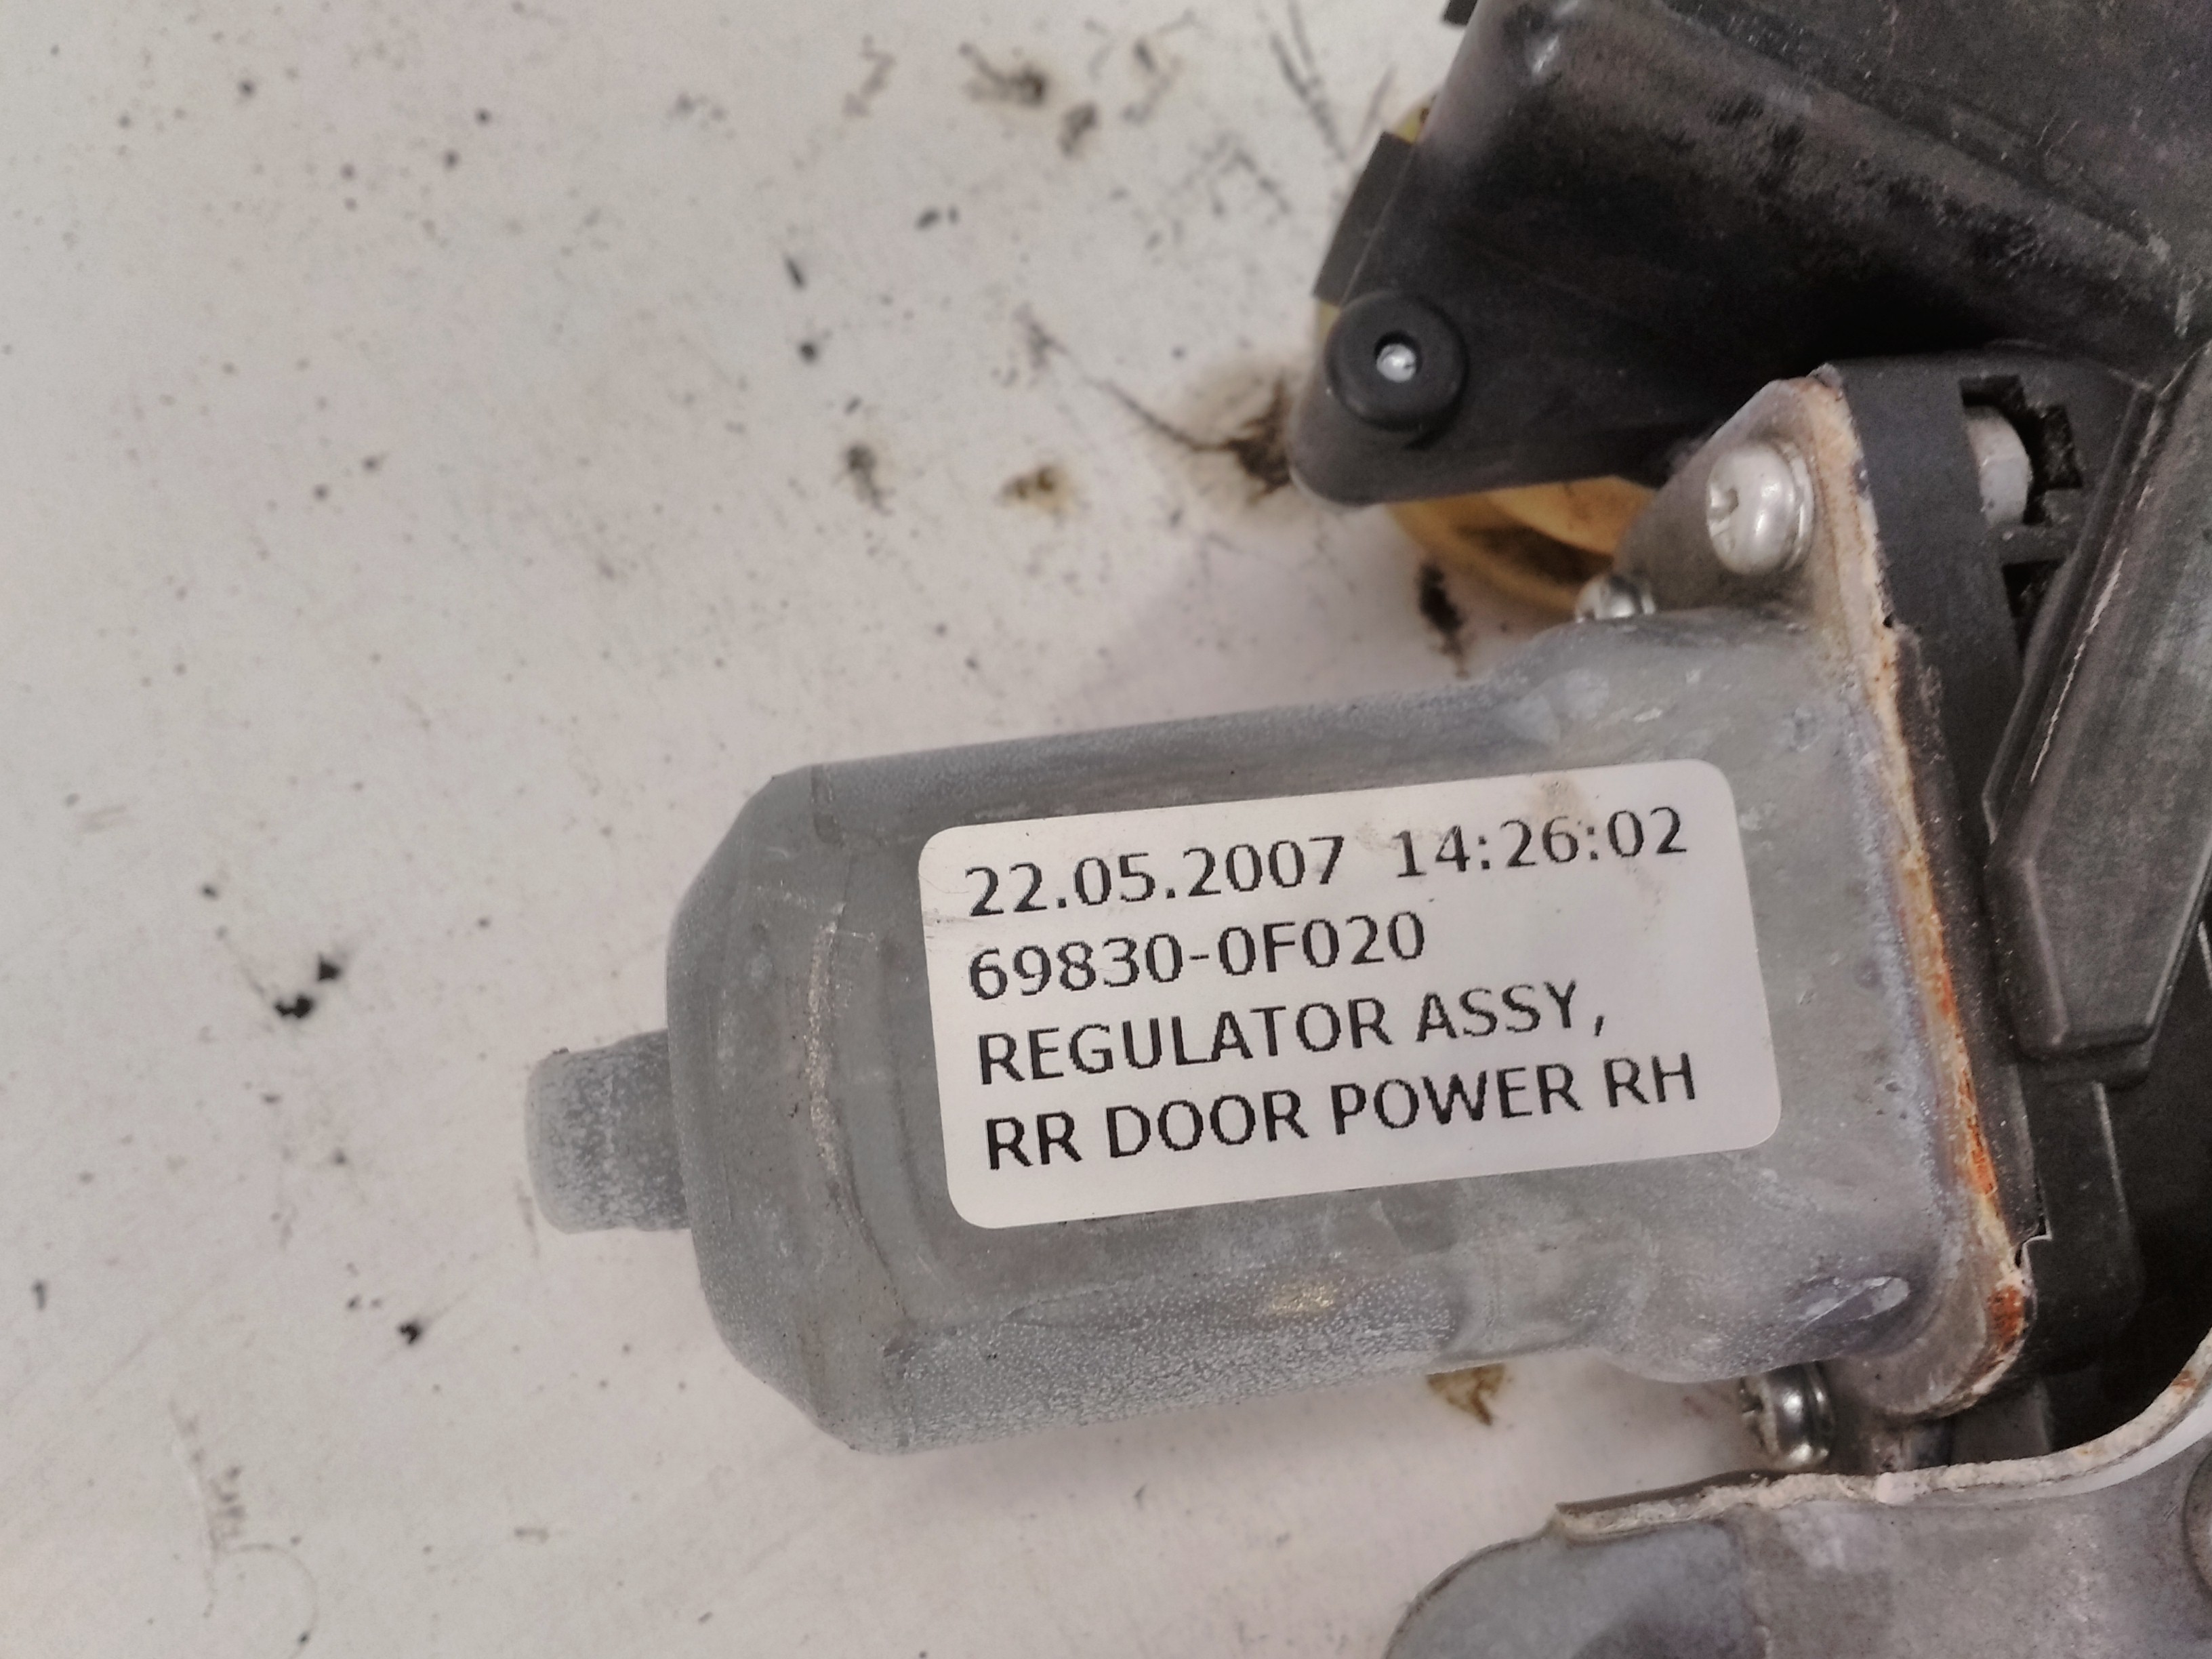 22.05.2007 14:26:02
69830-0F020
REGULATOR ASSY,
RR DOOR POWER RH